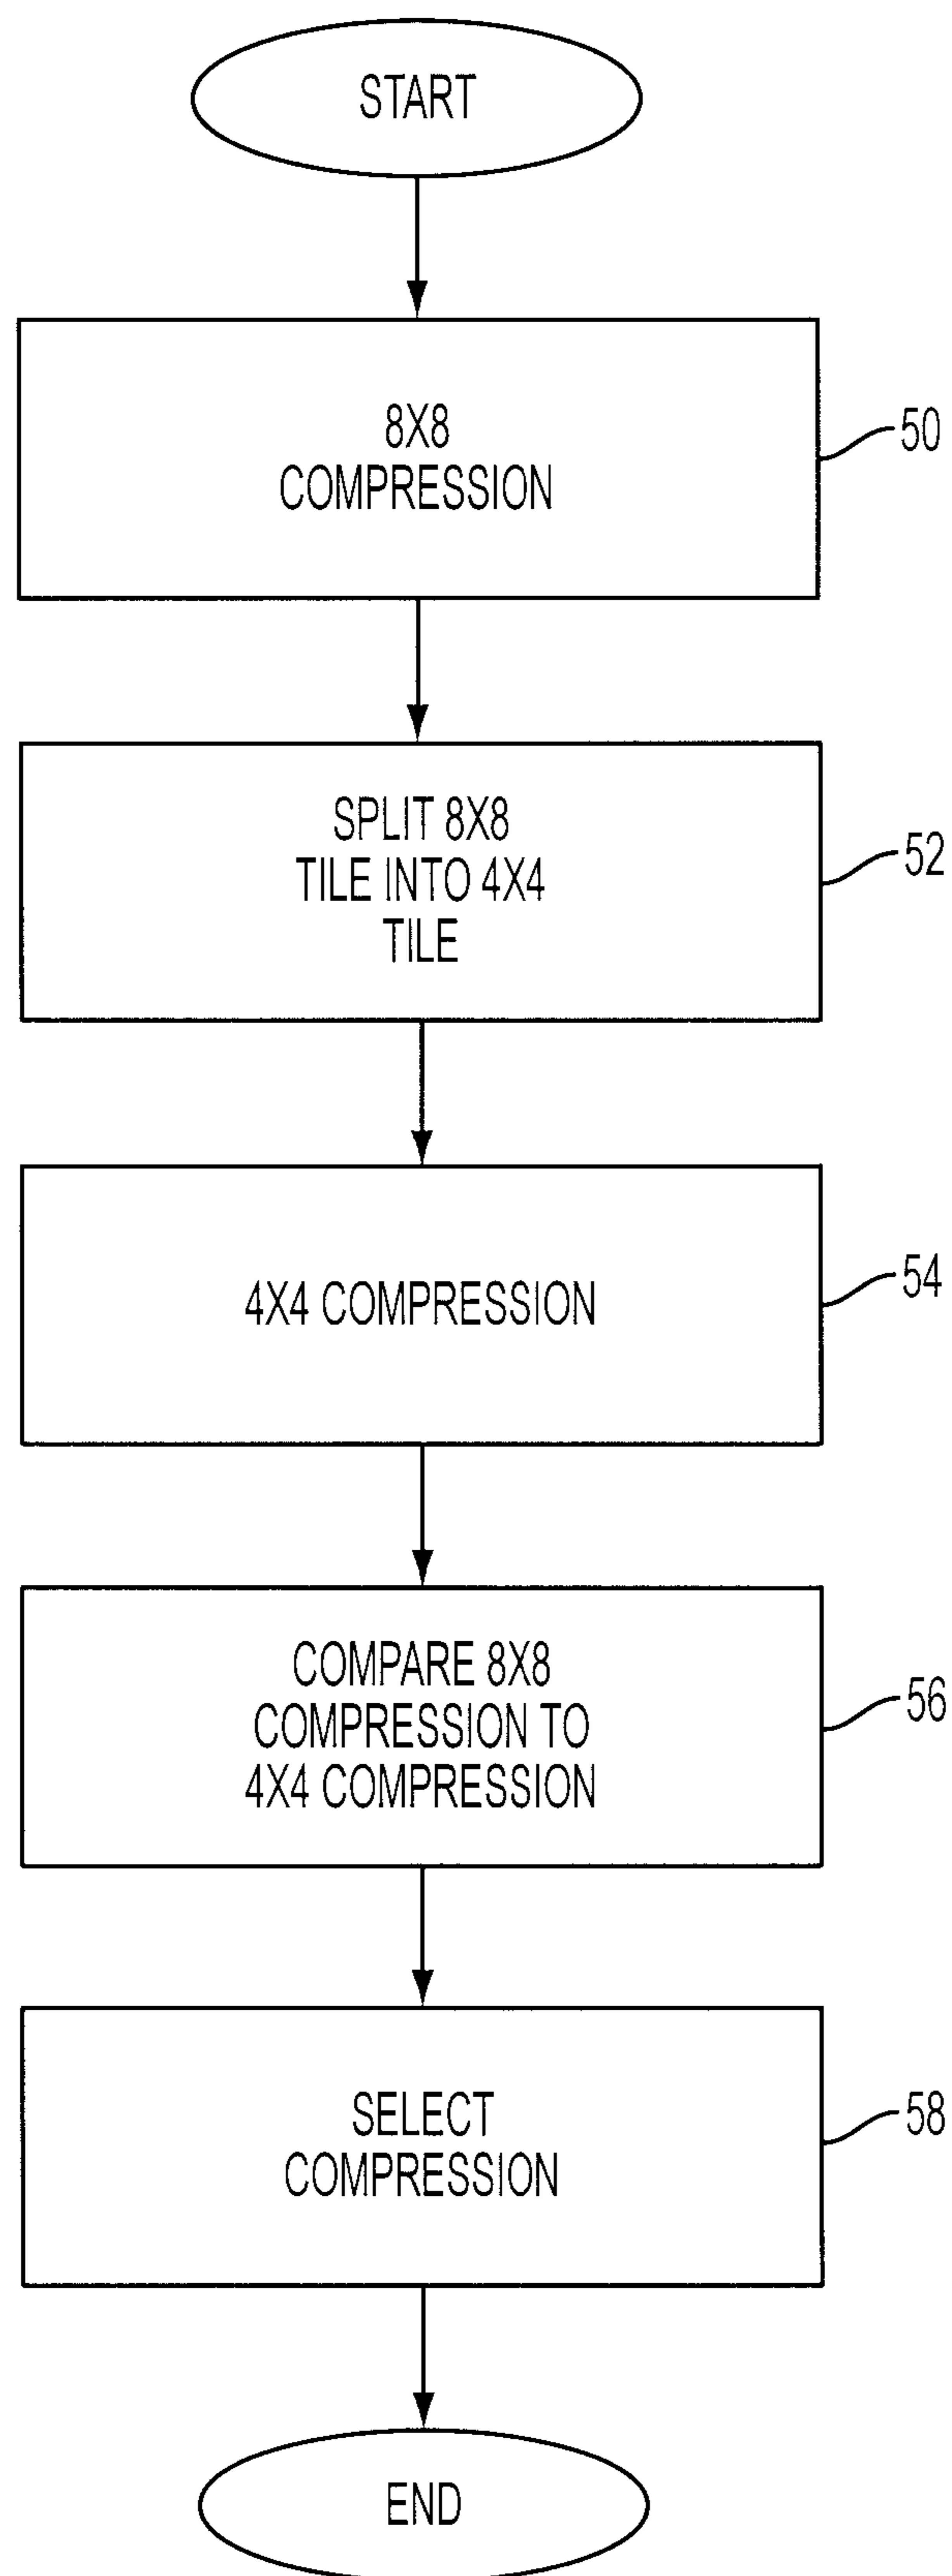 START
8X8
COMPRESSION
50
SPLIT 8X8
TILE INTO 4X4
TILE
52
4X4 COMPRESSION
54
COMPARE 8X8
COMPRESSION TO
4X4 COMPRESSION
56
SELECT
COMPRESSION
58
END